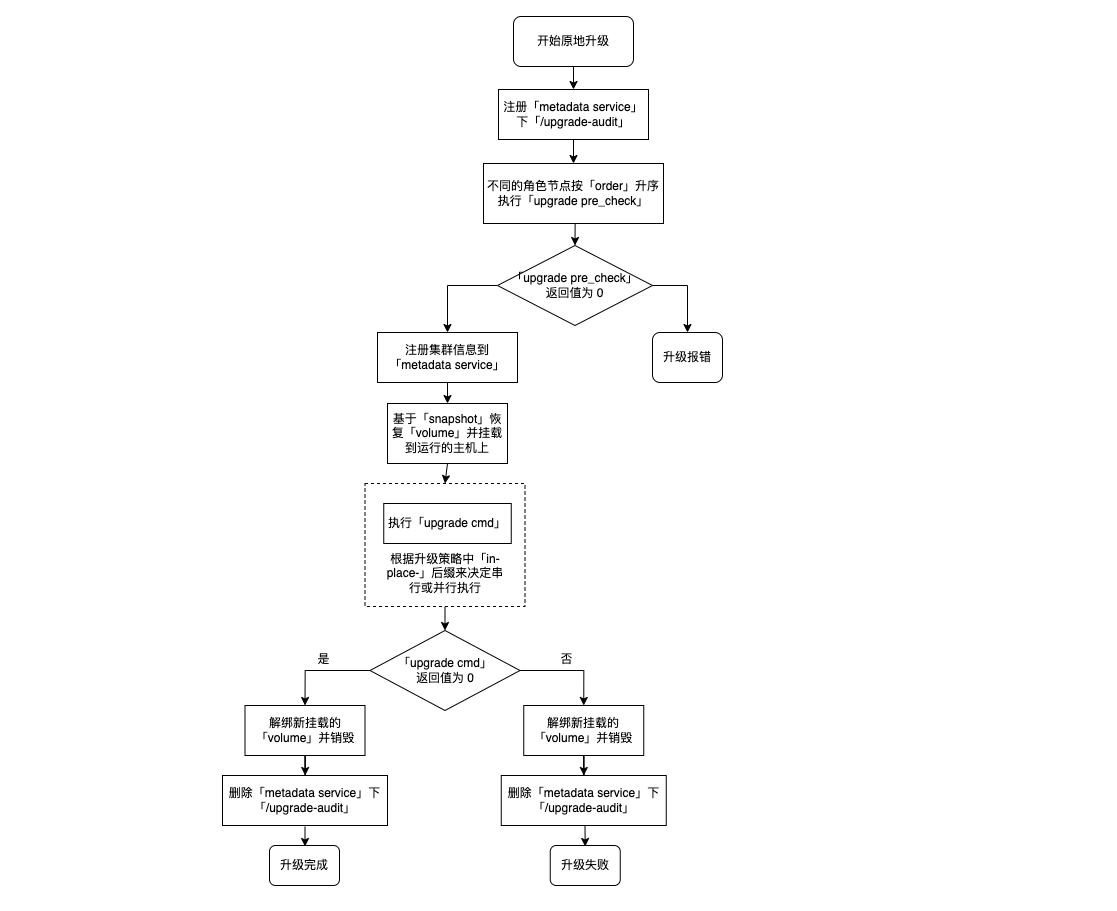 开始原地升级
注册「metadata service」
下「/upgrade-audit」
不同的角色节点按「order」升序
执行「upgrade pre_check」
「upgrade pre_check」
返回值为 0
注册集群信息到
「metadata service」
升级报错
基于「snapshot」恢
复「volume」并挂载
到运行的主机上
执行「upgrade cmd」
根据升级策略中「in-
place-」后缀来决定串
行或并行执行
是
否
「upgrade cmd」
返回值为 0
解绑新挂载的
「volume」并销毁
解绑新挂载的
「volume」并销毁
删除「metadata service」下
「/upgrade-audit」
删除「metadata service」下
「/upgrade-audit」
升级完成
升级失败